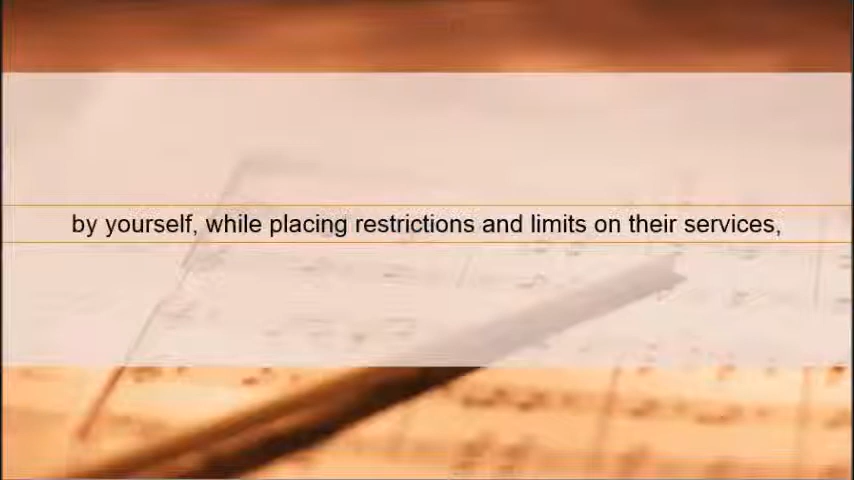 by yourself, while placing restrictions and limits on their services,